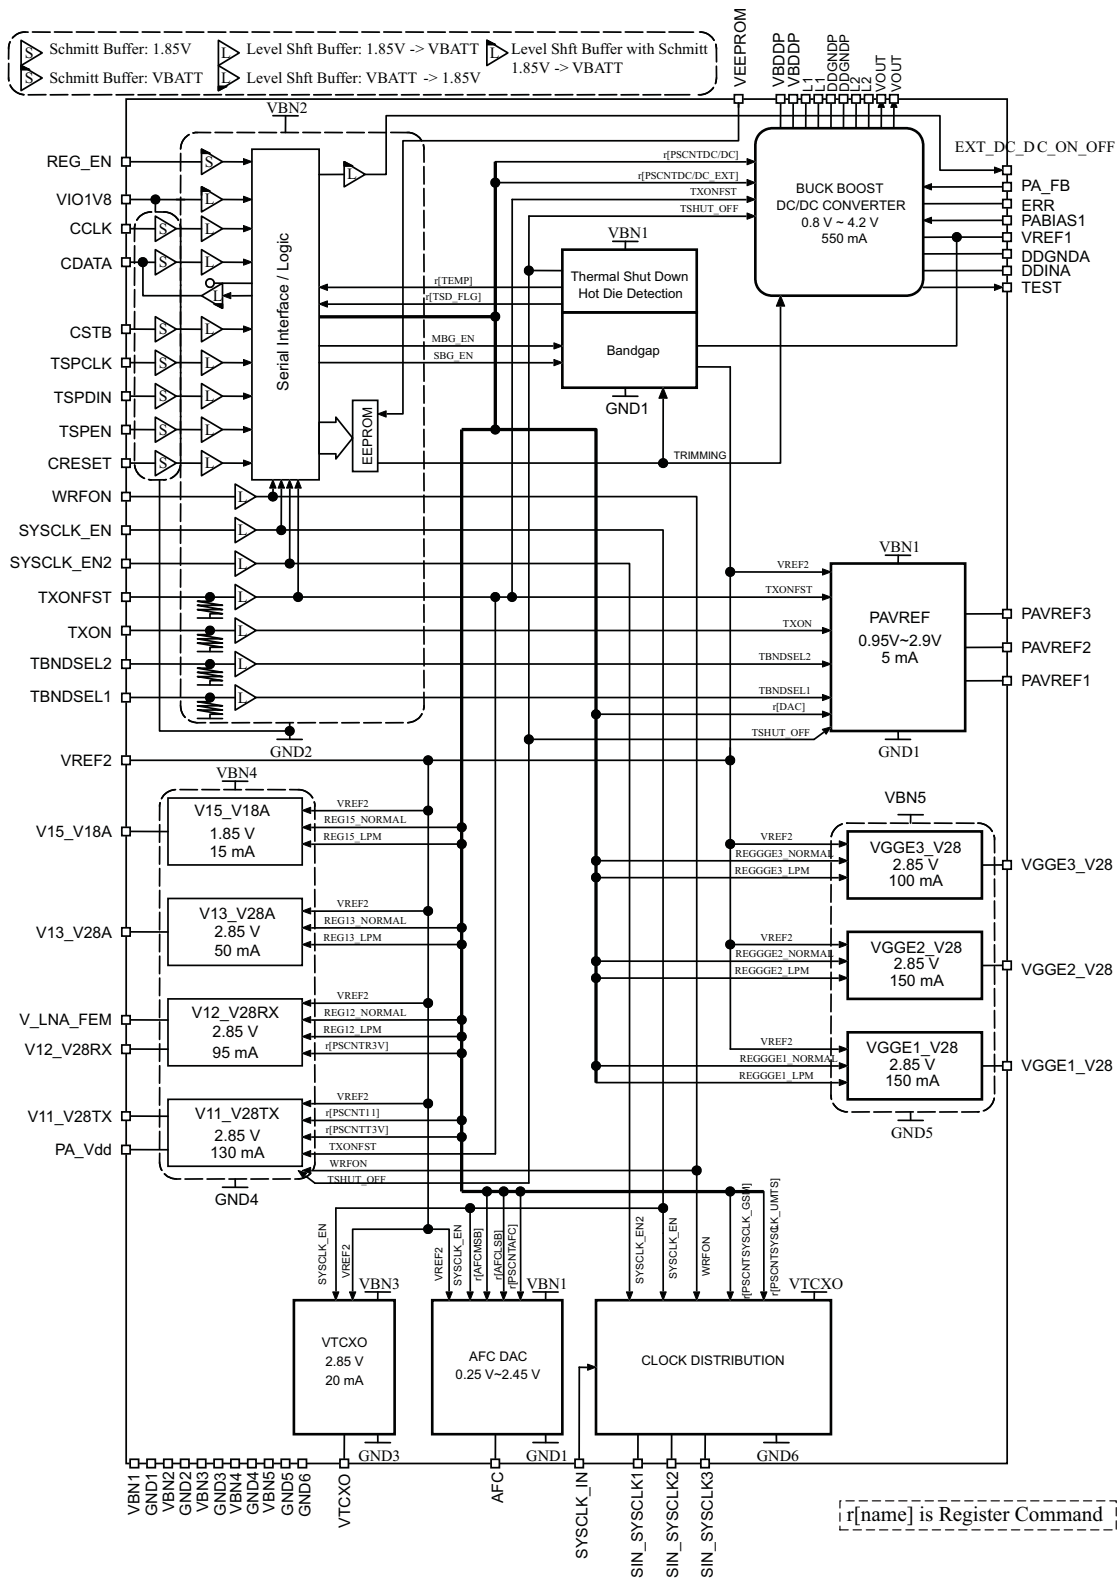 Schmitt Buffer: 1.85V
Level Shft Buffer: 1.85V -> VBATT
Level Shft Buffer with Schmitt
1.85V -> VBATT
Schmitt Buffer: VBATT
Level Shft Buffer: VBATT -> 1.85V
S
S
L
L
L
VEEPROM
VBDDP
VBDDP
L1
L1
DDGNDP
DDGNDP
L2
L2
VOUT
VOUT
VBN2
REG_EN
VIO1V8
CCLK
CDATA
CSTB
TSPCLK
TSPDIN
TSPEN
CRESET
WRFON
SYSCLK_EN
SYSCLK_EN2
TXONFST
TXON
TBNDSEL2
TBNDSEL1
VREF2
S
L
L
S
L
S
L
L
S
L
S
L
S
L
S
L
S
L
L
L
L
L
L
L
L
Serial Interface / Logic
EEPROM
GND2
r[PSCNTDC/DC]
r[PSCNTDC/DC_EXT]
TXONFST
TSHUT_OFF
BUCK BOOST
DC/DC CONVERTER
0.8 V ~ 4.2 V
550 mA
EXT_DC_DC_ON_OFF
PA_FB
ERR
PABIAS1
VREF1
DDGNDA
DDINA
TEST
VBN1
Thermal Shut Down
Hot Die Detection
Bandgap
GND1
r[TEMP]
r[TSD_FLG]
MBG_EN
SBG_EN
TRIMMING
VBN1
VREF2
TXONFST
TXON
TBNDSEL2
TBNDSEL1
r[DAC]
TSHUT_OFF
PAVREF
0.95V~2.9V
5 mA
GND1
PAVREF3
PAVREF2
PAVREF1
VBN4
V15_V18A
V15_V18A
1.85 V
15 mA
VREF2
REG15_NORMAL
REG15_LPM
V13_V28A
V13_V28A
2.85 V
50 mA
VREF2
REG13_NORMAL
REG13_LPM
V_LNA_FEM
V12_V28RX
V12_V28RX
2.85 V
95 mA
VREF2
REG12_NORMAL
REG12_LPM
r[PSCNTR3V]
V11_V28TX
PA_Vdd
V11_V28TX
2.85 V
130 mA
VREF2
r[PSCNT11]
r[PSCNTT3V]
TXONFST
WRFON
TSHUT_OFF
GND4
VBN5
VREF2
REGGGE3_NORMAL
REGGGE3_LPM
VGGE3_V28
2.85 V
100 mA
VGGE3_V28
VREF2
REGGGE2_NORMAL
REGGGE2_LPM
VGGE2_V28
2.85 V
150 mA
VGGE2_V28
VREF2
REGGGE1_NORMAL
REGGGE1_LPM
VGGE1_V28
2.85 V
150 mA
VGGE1_V28
GND5
SYSCLK_EN
VREF2
VBN3
VTCXO
2.85 V
20 mA
GND3
VREF2
SYSCLK_EN
r[AFCMSB]
r[AFCLSB]
r[PSCNTAFC]
VBN1
AFC DAC
0.25 V~2.45 V
GND1
SYSCLK_EN2
SYSCLK_EN
WRFON
r[PSCNTSYSCLK_GSM]
r[PSCNTSYSCLK_UMTS]
VTCXO
CLOCK DISTRIBUTION
GND6
VBN1
GND1
VBN2
GND2
VBN3
GND3
VBN4
GND4
VBN5
GND5
GND6
VTCXO
AFC
SYSCLK_IN
SIN_SYSCLK1
SIN_SYSCLK2
SIN_SYSCLK3
r[name] is Register Command